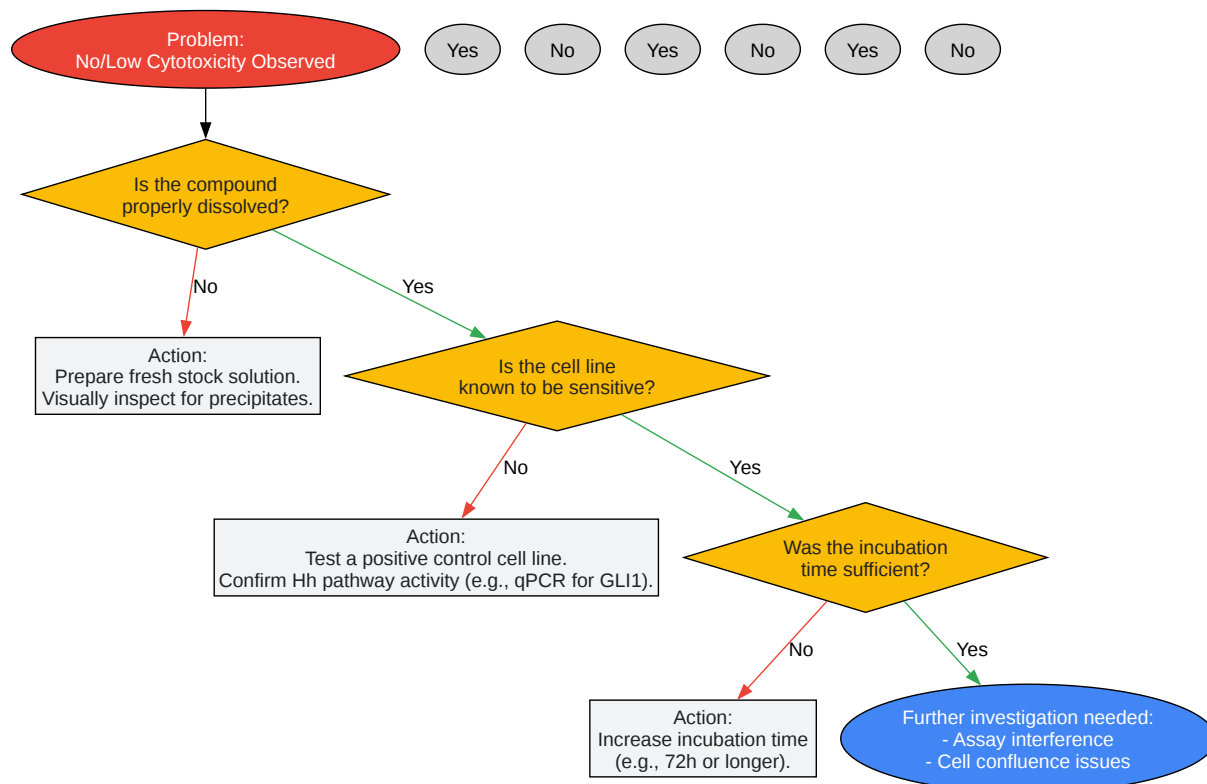 Problem:
No/Low Cytotoxicity Observed
Yes
No
Yes
No
Yes
No
Is the compound
properly dissolved?
No
Yes
Action:
Prepare fresh stock solution.
Visually inspect for precipitates.
Is the cell line
known to be sensitive?
No
Yes
Action:
Test a positive control cell line.
Confirm Hh pathway activity (e.g., qPCR for GLI1).
Was the incubation
time sufficient?
No
Yes
Action:
Increase incubation time
(e.g., 72h or longer).
Further investigation needed:
- Assay interference
- Cell confluence issues